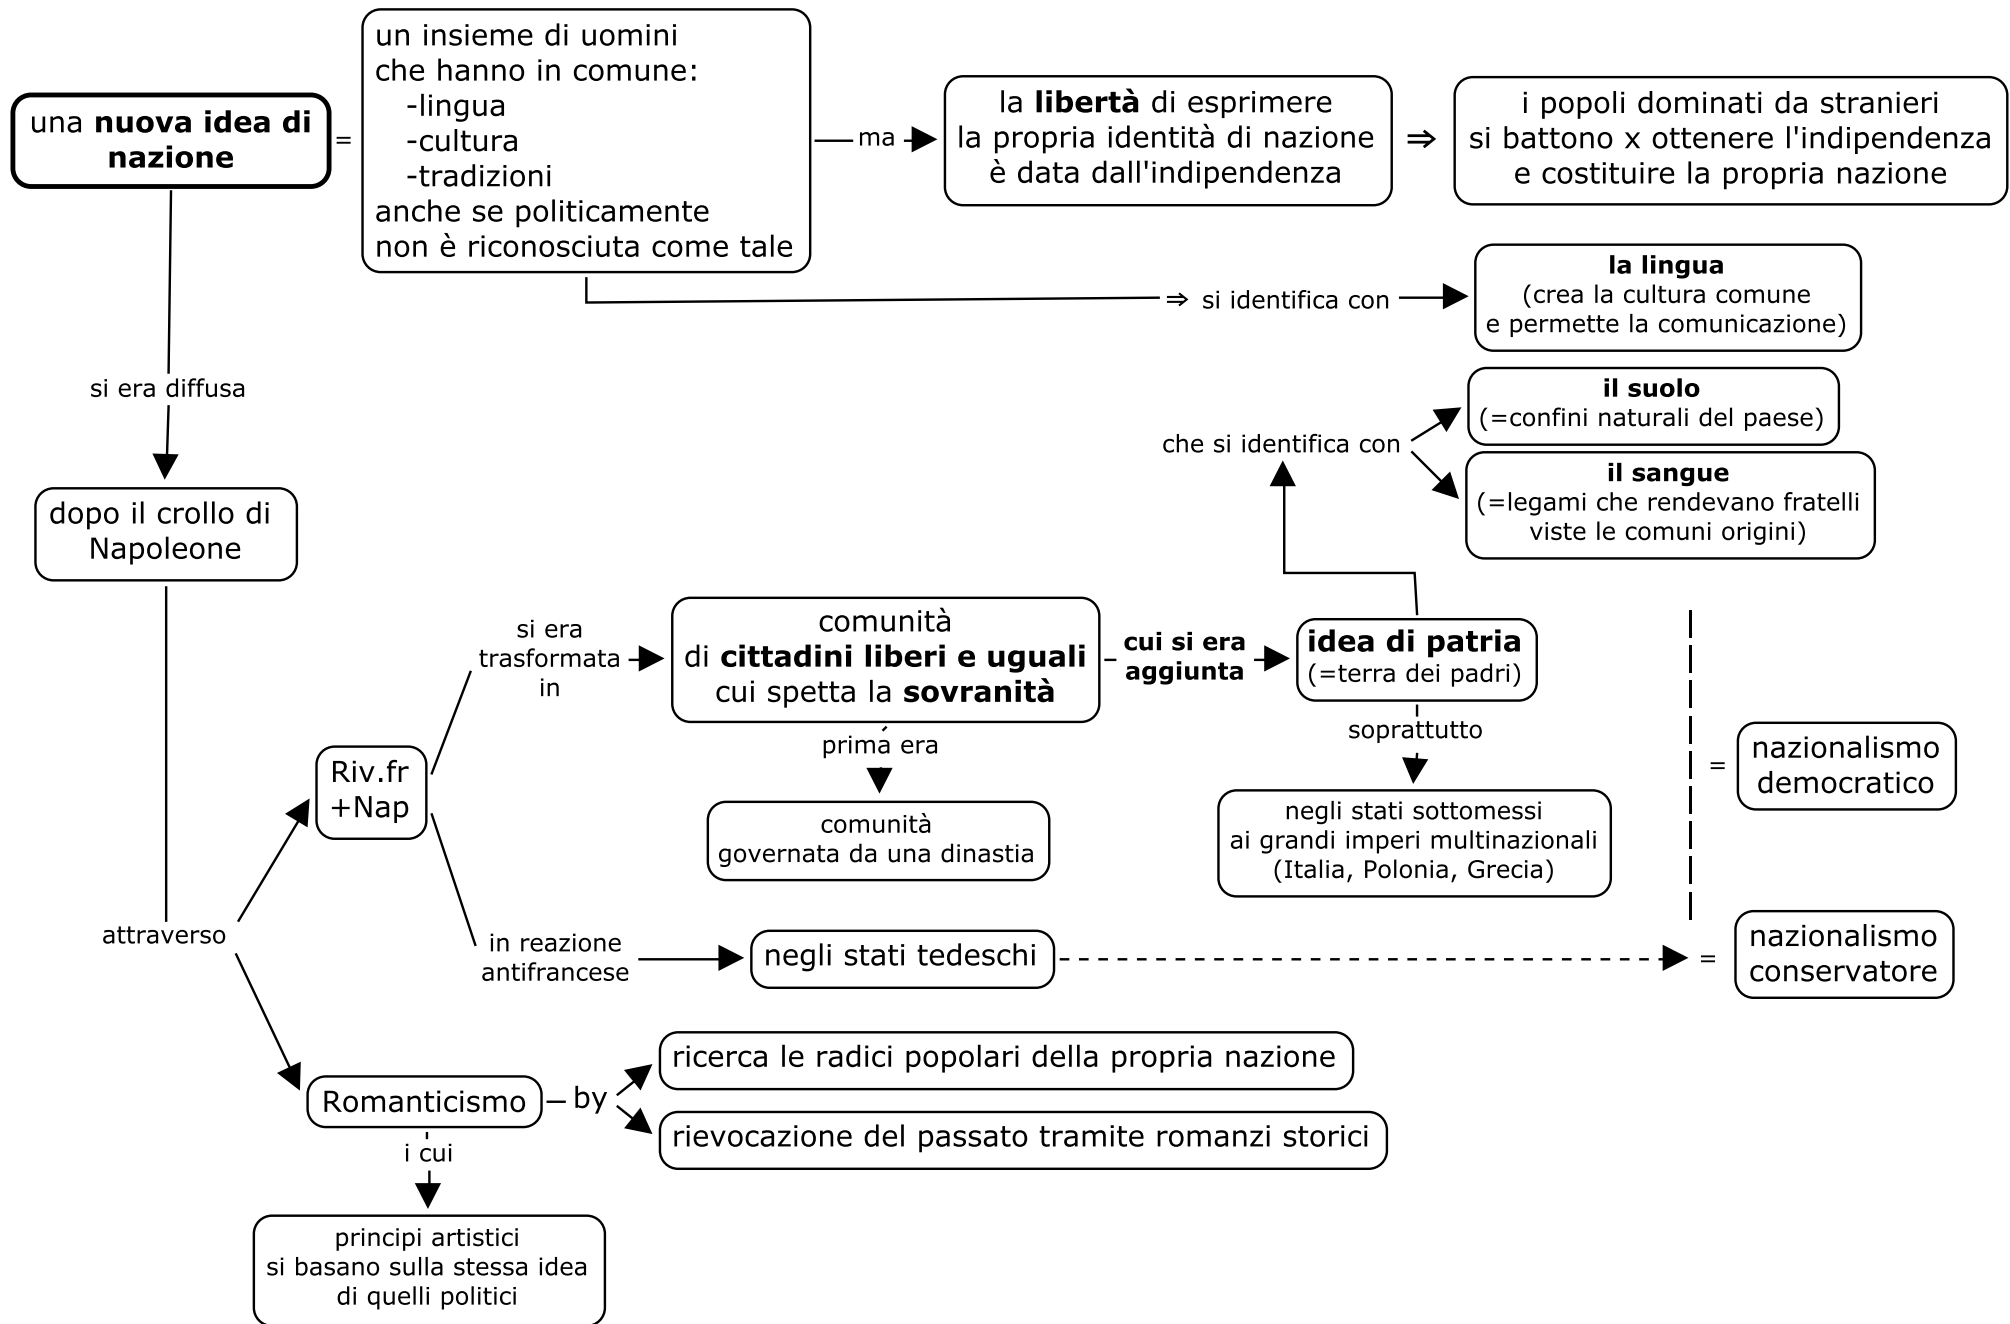 una nuova idea di
nazione
=
un insieme di uomini
che hanno in comune:
-lingua
-cultura
-tradizioni
anche se politicamente
non è riconosciuta come tale
ma
la libertà di esprimere
la propria identità di nazione
è data dall'indipendenza
⇒
i popoli dominati da stranieri
si battono x ottenere l'indipendenza
e costituire la propria nazione
⇒ si identifica con
la lingua
(crea la cultura comune
e permette la comunicazione)
si era diffusa
che si identifica con
il suolo
(=confini naturali del paese)
il sangue
(=legami che rendevano fratelli
viste le comuni origini)
dopo il crollo di
Napoleone
attraverso
Riv.fr
+Nap
si era
trasformata
in
comunità
di cittadini liberi e uguali
cui spetta la sovranità
cui si era
aggiunta
idea di patria
(=terra dei padri)
prima era
comunità
governata da una dinastia
soprattutto
negli stati sottomessi
ai grandi imperi multinazionali
(Italia, Polonia, Grecia)
=
nazionalismo
democratico
in reazione
antifrancese
negli stati tedeschi
=
nazionalismo
conservatore
Romanticismo
by
ricerca le radici popolari della propria nazione
rievocazione del passato tramite romanzi storici
i cui
principi artistici
si basano sulla stessa idea
di quelli politici